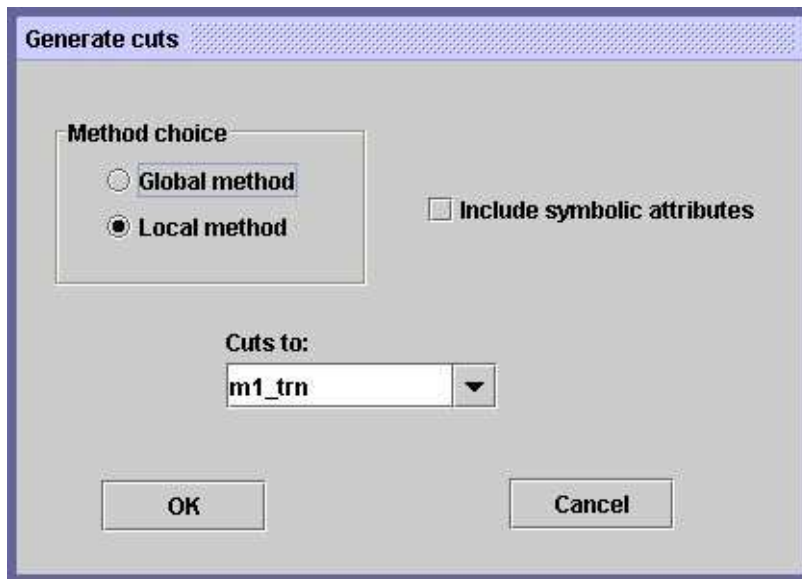 Generate cuts
Method choice
Global method
Local method
Include symbolic attributes
Cuts to:
m1_trn
OK
Cancel